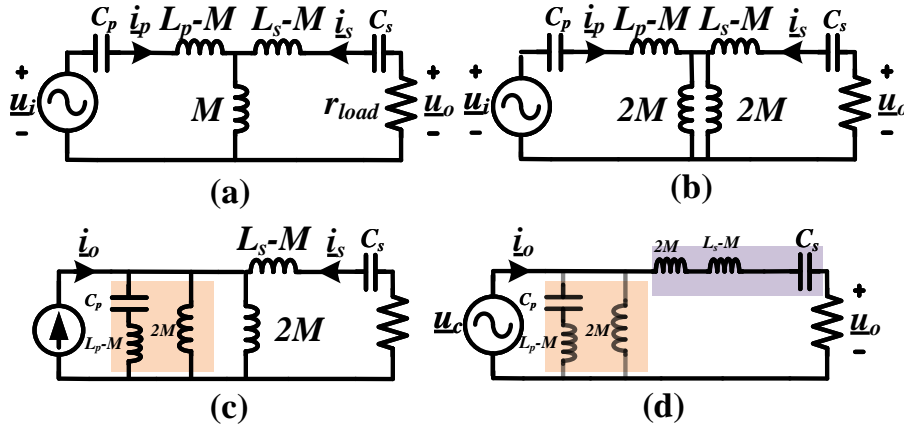 C_p i_p L_p-M L_s-M i_s C_s
+ u_i - M r_load + u_o -
(a)
C_p i_p L_p-M L_s-M i_s C_s
+ u_i - 2M 2M + u_o -
(b)
i_o L_s-M i_s C_s
C_p L_p-M 2M 2M
(c)
i_o 2M L_s-M C_s
u_c C_p L_p-M 2M + u_o -
(d)